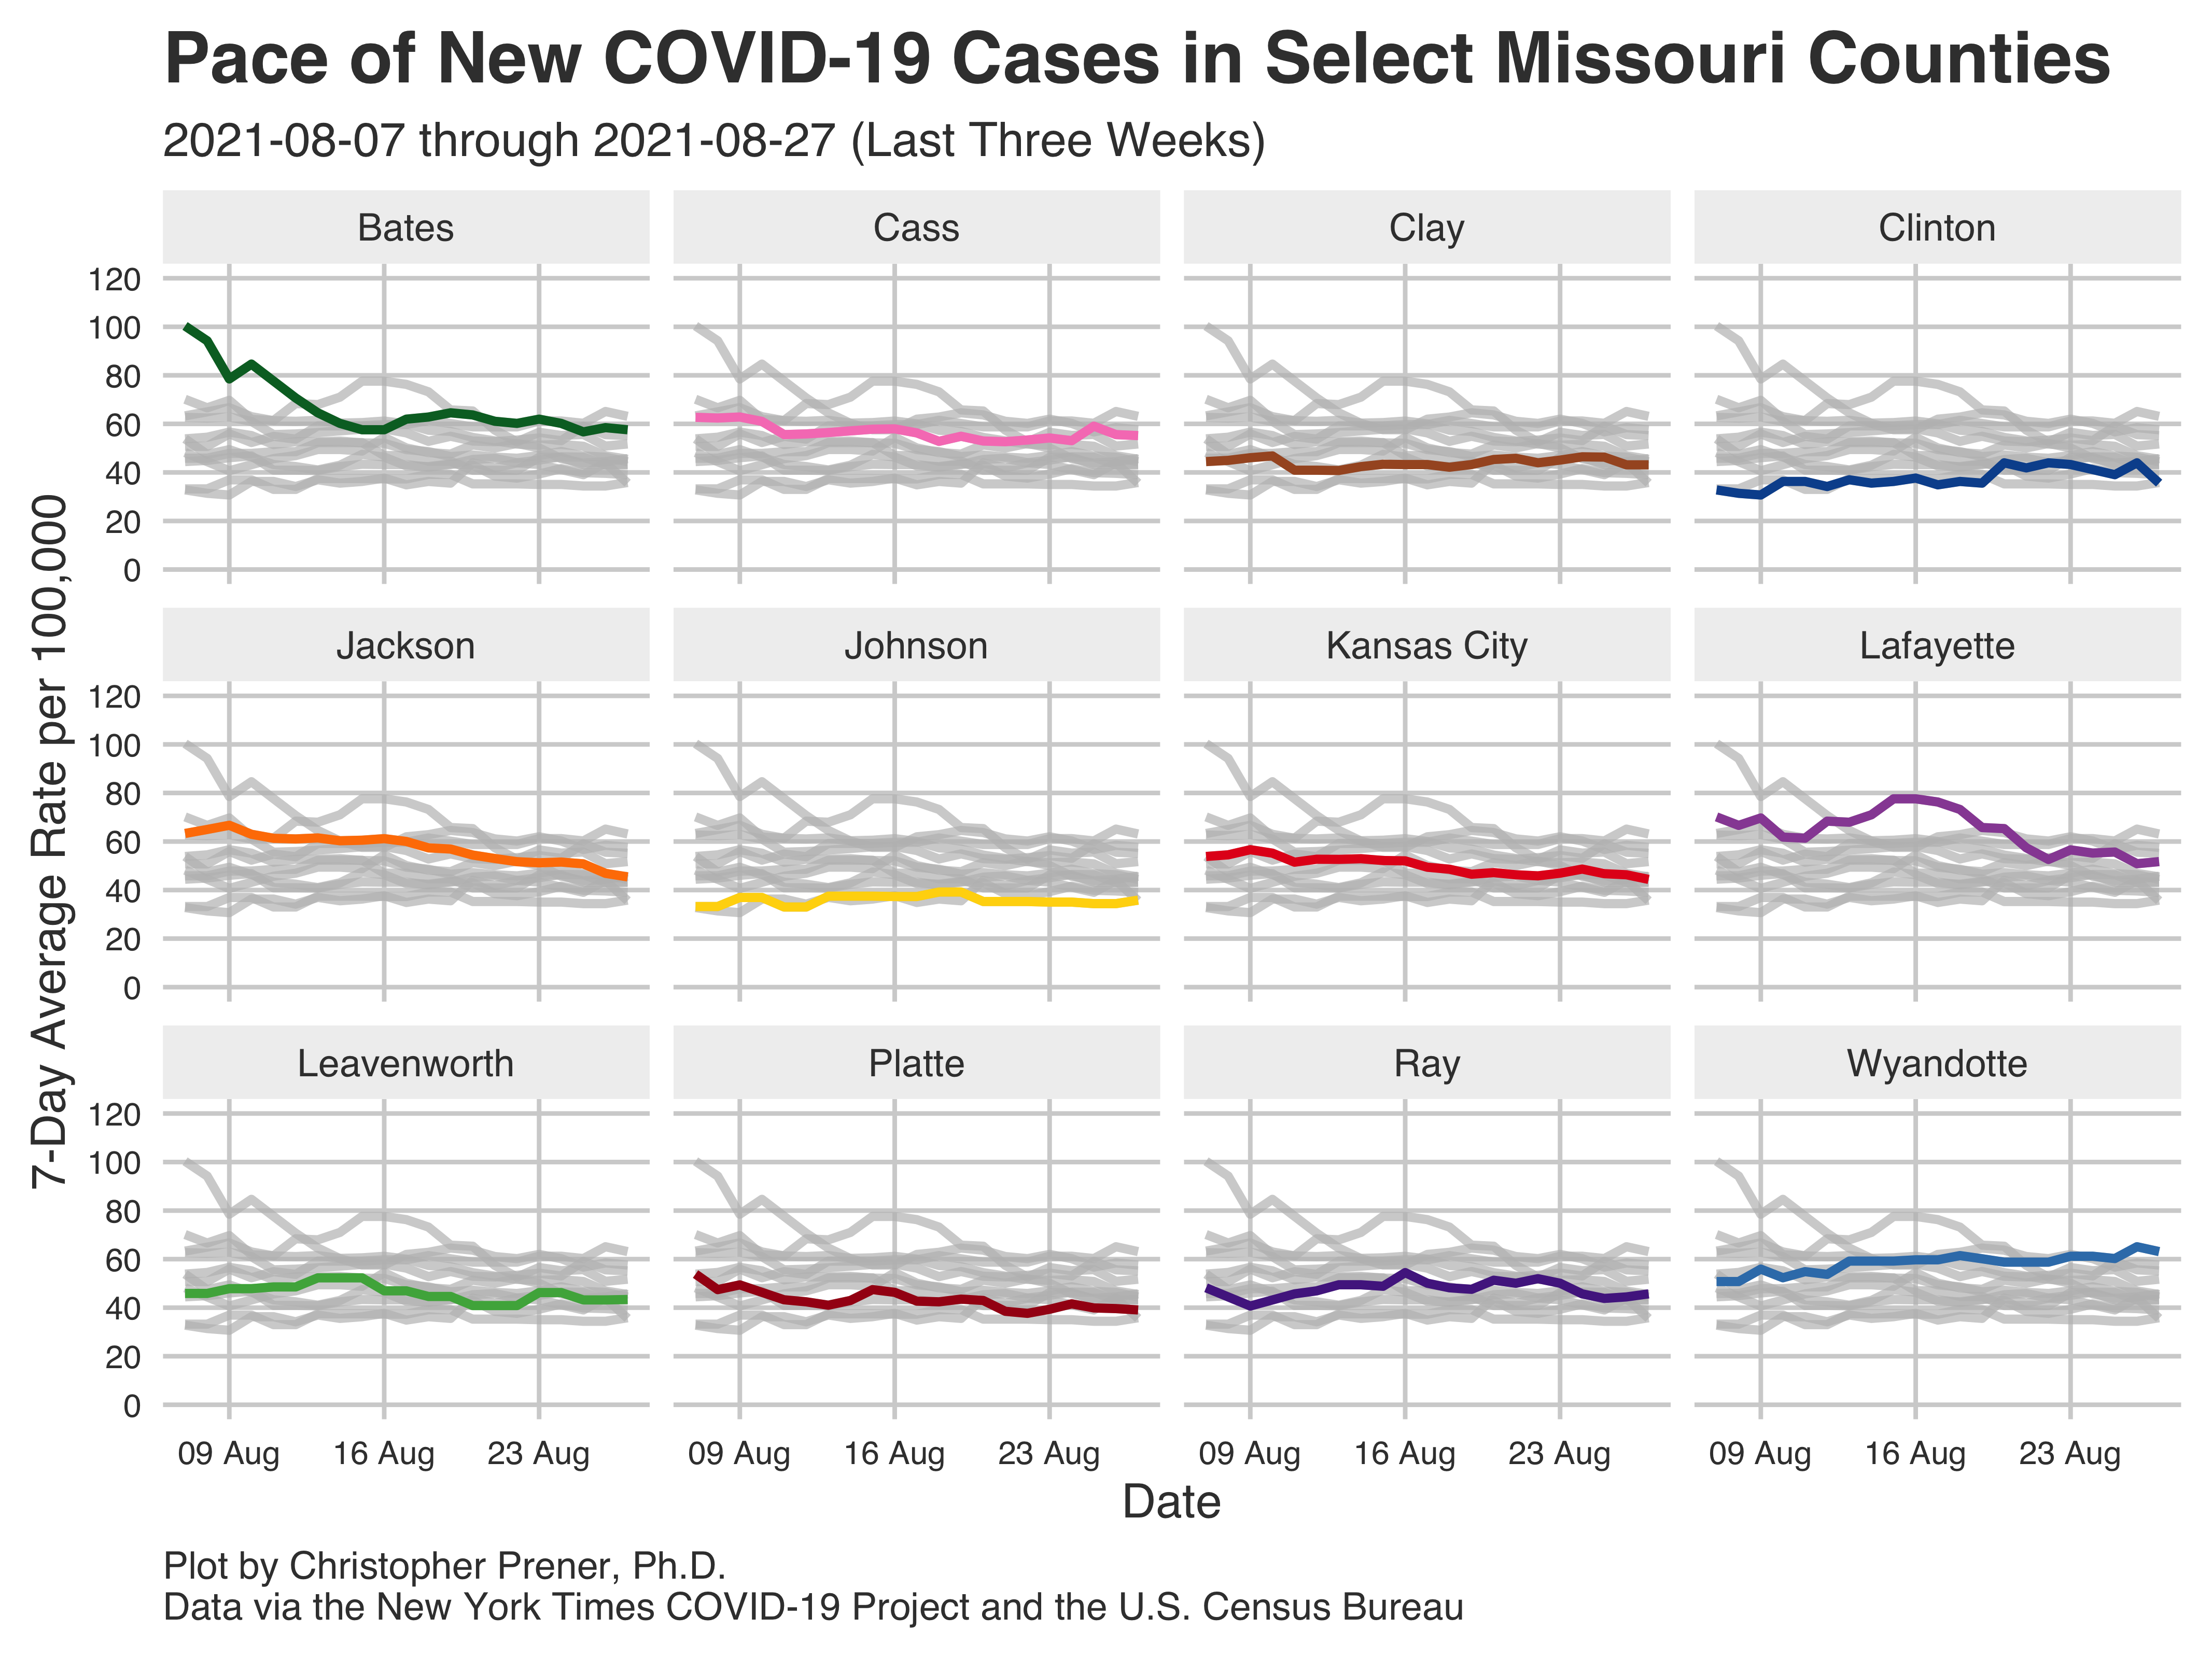 Pace of New COVID-19 Cases in Select Missouri Counties
2021-08-07 through 2021-08-27 (Last Three Weeks)
Bates
Cass
Clay
Clinton
120
100
80
60
40
20
0
Jackson
Johnson
Kansas City
Lafayette
120
100
80
60
40
20
0
Leavenworth
Platte
Ray
Wyandotte
120
100
80
60
40
20
0
7-Day Average Rate per 100,000
09 Aug 16 Aug 23 Aug
09 Aug 16 Aug 23 Aug
09 Aug 16 Aug 23 Aug
09 Aug 16 Aug 23 Aug
Date
Plot by Christopher Prener, Ph.D.
Data via the New York Times COVID-19 Project and the U.S. Census Bureau